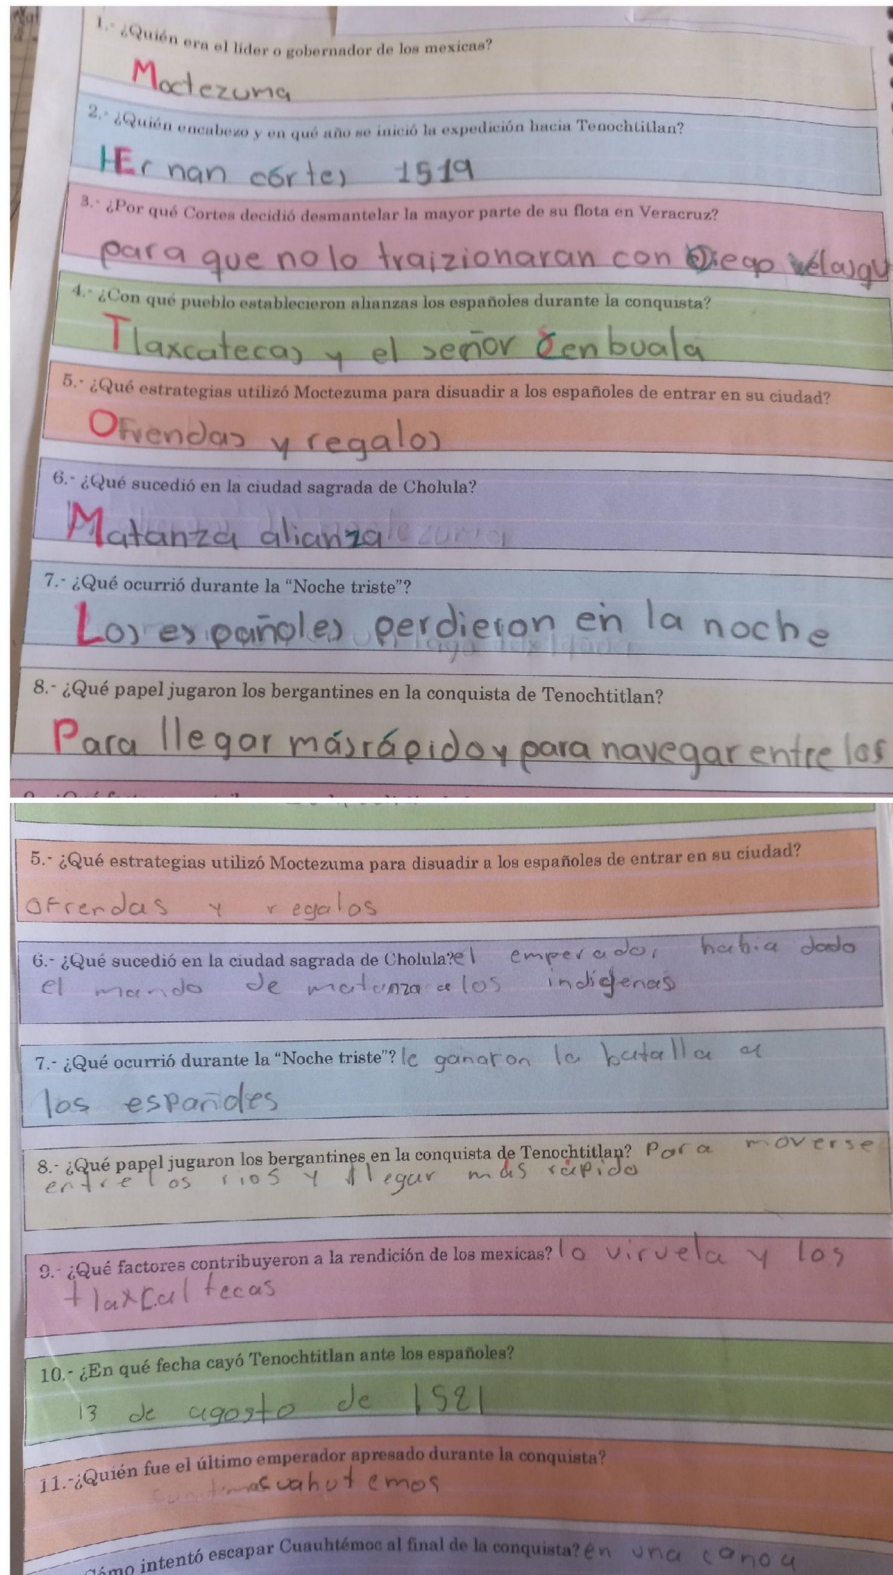 1.- ¿Quién era el líder o gobernador de los mexicas?
Moctezuma
2.- ¿Quién encabezo y en qué año se inició la expedición hacia Tenochtitlan?
HErnan córtes 1519
3.- ¿Por qué Cortes decidió desmantelar la mayor parte de su flota en Veracruz?
para que no lo traizionaran con Diego
4.- ¿Con qué pueblo establecieron alianzas los españoles durante la conquista?
Tlaxcatecas y el señor
5.- ¿Qué estrategias utilizó Moctezuma para disuadir a los españoles de entrar en su ciudad?
Ofrendas y regalos
6.- ¿Qué sucedió en la ciudad sagrada de Cholula?
Matanza alianza
7.- ¿Qué ocurrió durante la “Noche triste”?
Los españoles perdieron en la noche
8.- ¿Qué papel jugaron los bergantines en la conquista de Tenochtitlan?
Para llegar más rápido y para navegar entre los
5.- ¿Qué estrategias utilizó Moctezuma para disuadir a los españoles de entrar en su ciudad?
ofrendas y regalos
6.- ¿Qué sucedió en la ciudad sagrada de Cholula? el emperador habia dado
el mando de matanza a los indigenas
7.- ¿Qué ocurrió durante la “Noche triste”? le ganaron la batalla a
los españoles
8.- ¿Qué papel jugaron los bergantines en la conquista de Tenochtitlan? Para moverse
entre los rios y llegar más rapido
9.- ¿Qué factores contribuyeron a la rendición de los mexicas? la viruela y los
tlaxcaltecas
10.- ¿En qué fecha cayó Tenochtitlan ante los españoles?
13 de agosto de 1521
11.-¿Quién fue el último emperador apresado durante la conquista?
cuahutemos
intentó escapar Cuauhtémoc al final de la conquista? en una canoa